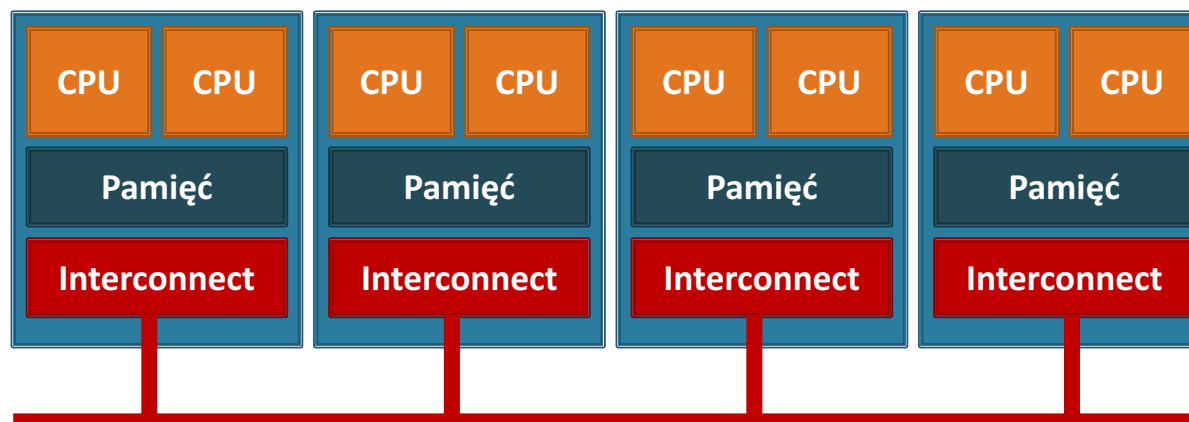 CPU CPU CPU CPU CPU CPU CPU CPU
Pamięć Pamięć Pamięć Pamięć
Interconnect Interconnect Interconnect Interconnect